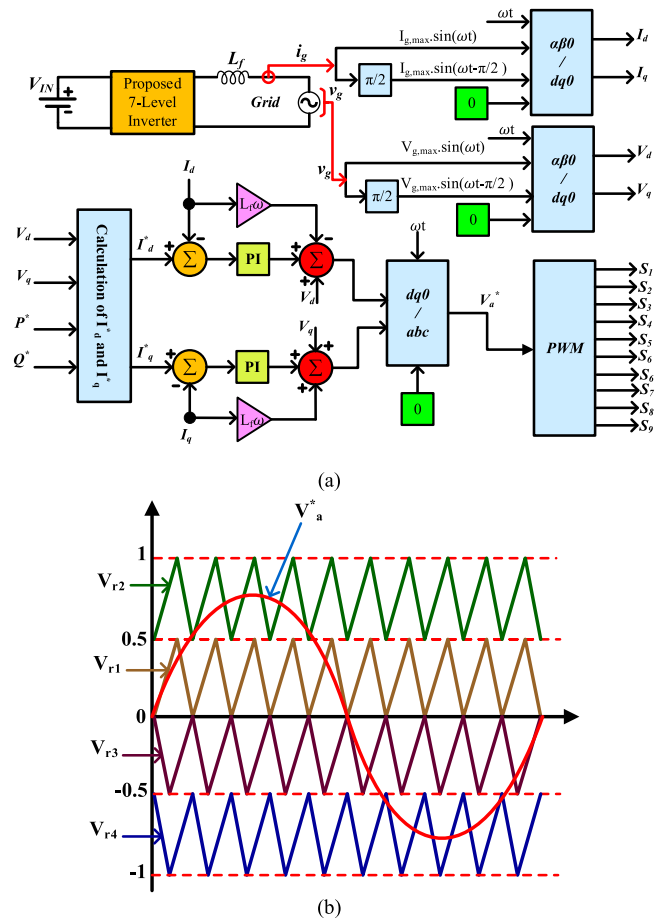 V_IN
Proposed
7-Level
Inverter
L_f
i_g
Grid
v_g
ωt
I_g,max.sin(ωt)
π/2
I_g,max.sin(ωt-π/2 )
0
αβ0
/
dq0
I_d
I_q
v_g
ωt
V_g,max.sin(ωt)
π/2
V_g,max.sin(ωt-π/2 )
0
αβ0
/
dq0
V_d
V_q
V_d
V_q
P*
Q*
Calculation of I*_d
and I*_q
I*_d
I*_q
I_d
L_fω
+
-
Σ
PI
-
+
Σ
+
V_d
V_q
+
-
Σ
PI
+
+
Σ
+
I_q
L_fω
ωt
dq0
/
abc
0
V_a*
PWM
S_1
S_2
S_3
S_4
S_5
S_6
S_6
S_7
S_8
S_9
(a)
V*_a
1
V_r2
0.5
V_r1
0
V_r3
-0.5
V_r4
-1
(b)